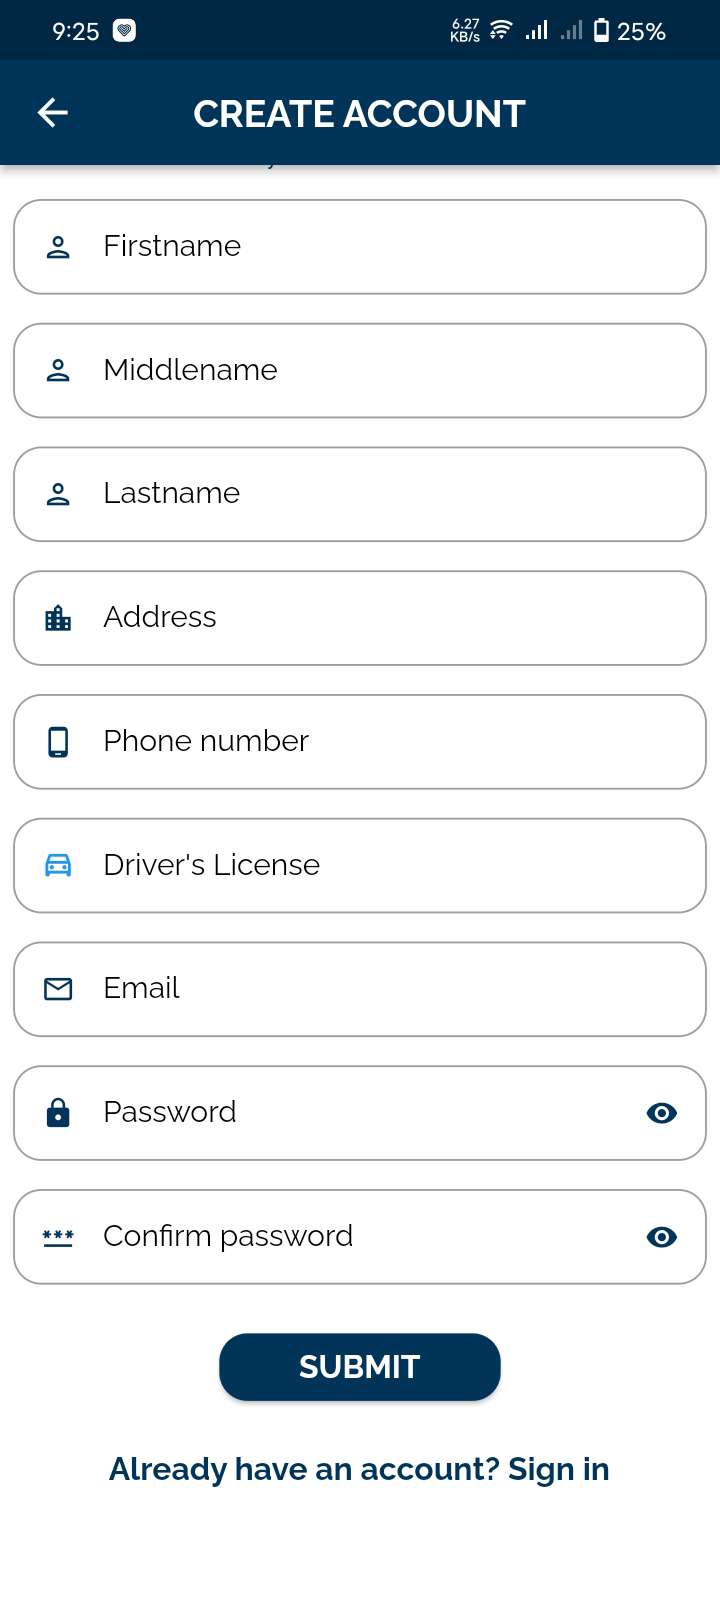 9:25
6.27
KB/s
25%
CREATE ACCOUNT
Firstname
Middlename
Lastname
Address
Phone number
Driver's License
Email
Password
*** Confirm password
SUBMIT
Already have an account? Sign in